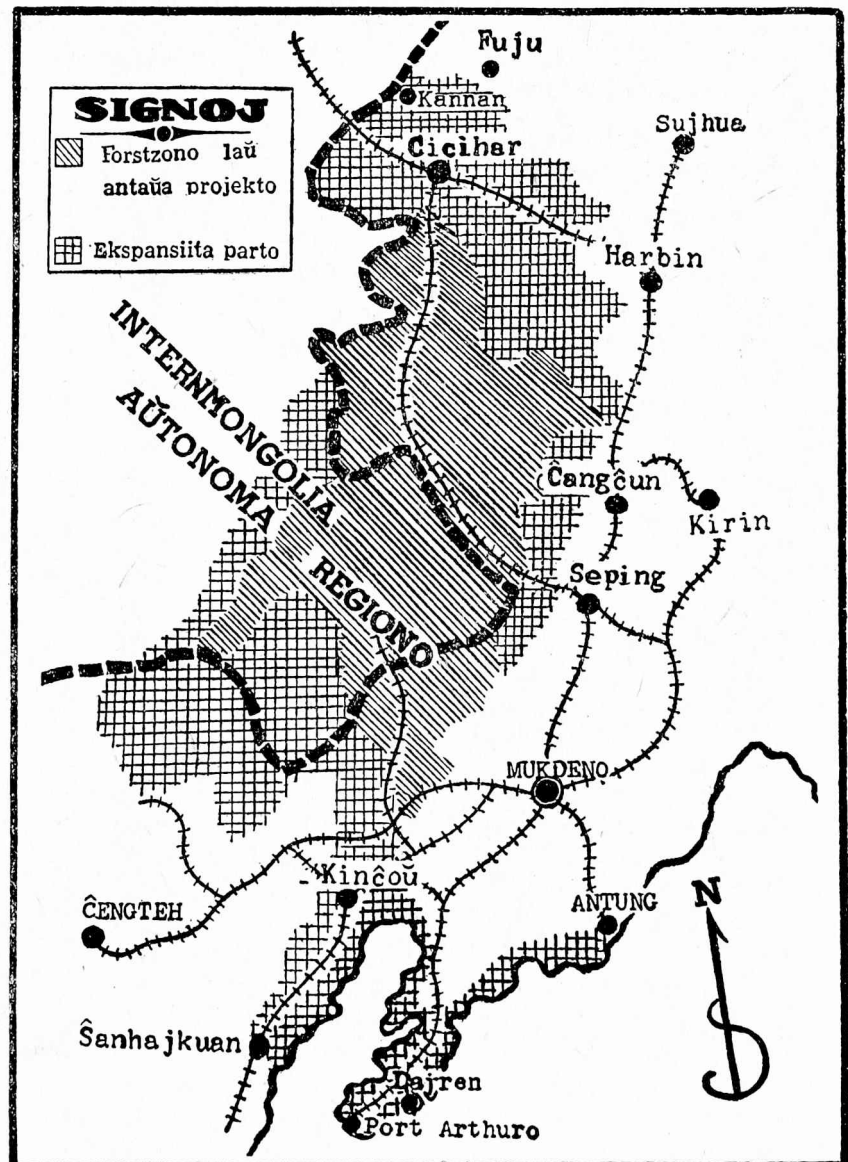 SIGNOJ
Forstzono laŭ
antaŭa projekto
Ekspansiita parto
Fuju
Kannan
Cicihar
Sujhua
Harbin
INTERNMONGOLIA
AŬTONOMA
REGIONO
Ĉangĉun
Kirin
Seping
MUKDENO
Kinĉoŭ
ĈENGTEH
ANTUNG
N
Ŝanhajkuan
Dajren
Port Arthuro